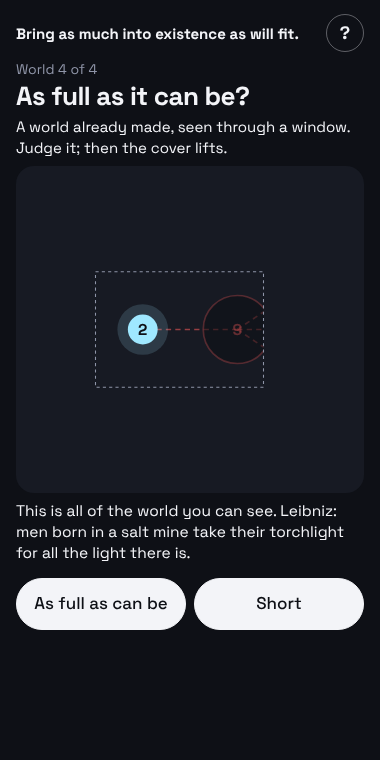 Bring as much into existence as will fit.
?
World 4 of 4
As full as it can be?
A world already made, seen through a window.
Judge it; then the cover lifts.
2
9
This is all of the world you can see. Leibniz:
men born in a salt mine take their torchlight
for all the light there is.
As full as can be
Short